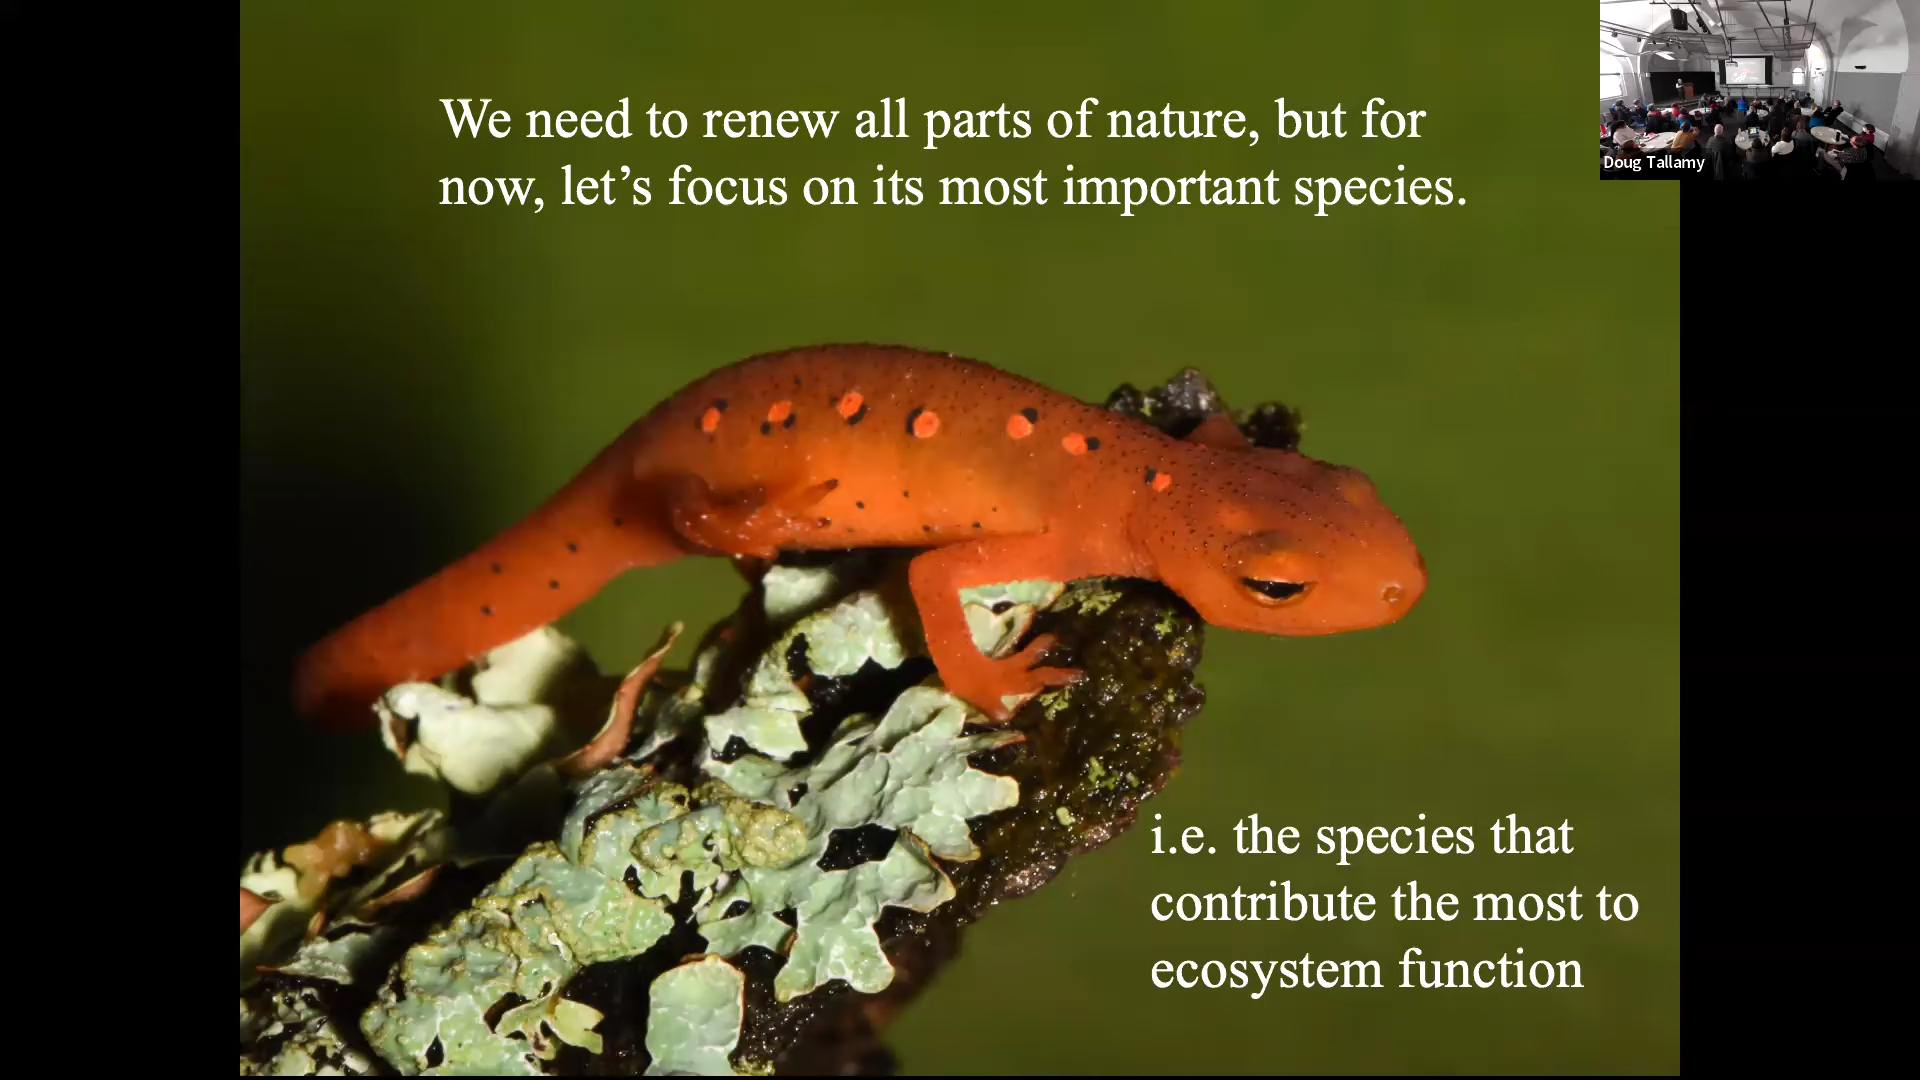 We need to renew all parts of nature, but for
now, let’s focus on its most important species.
Doug Tallamy
i.e. the species that
contribute the most to
ecosystem function